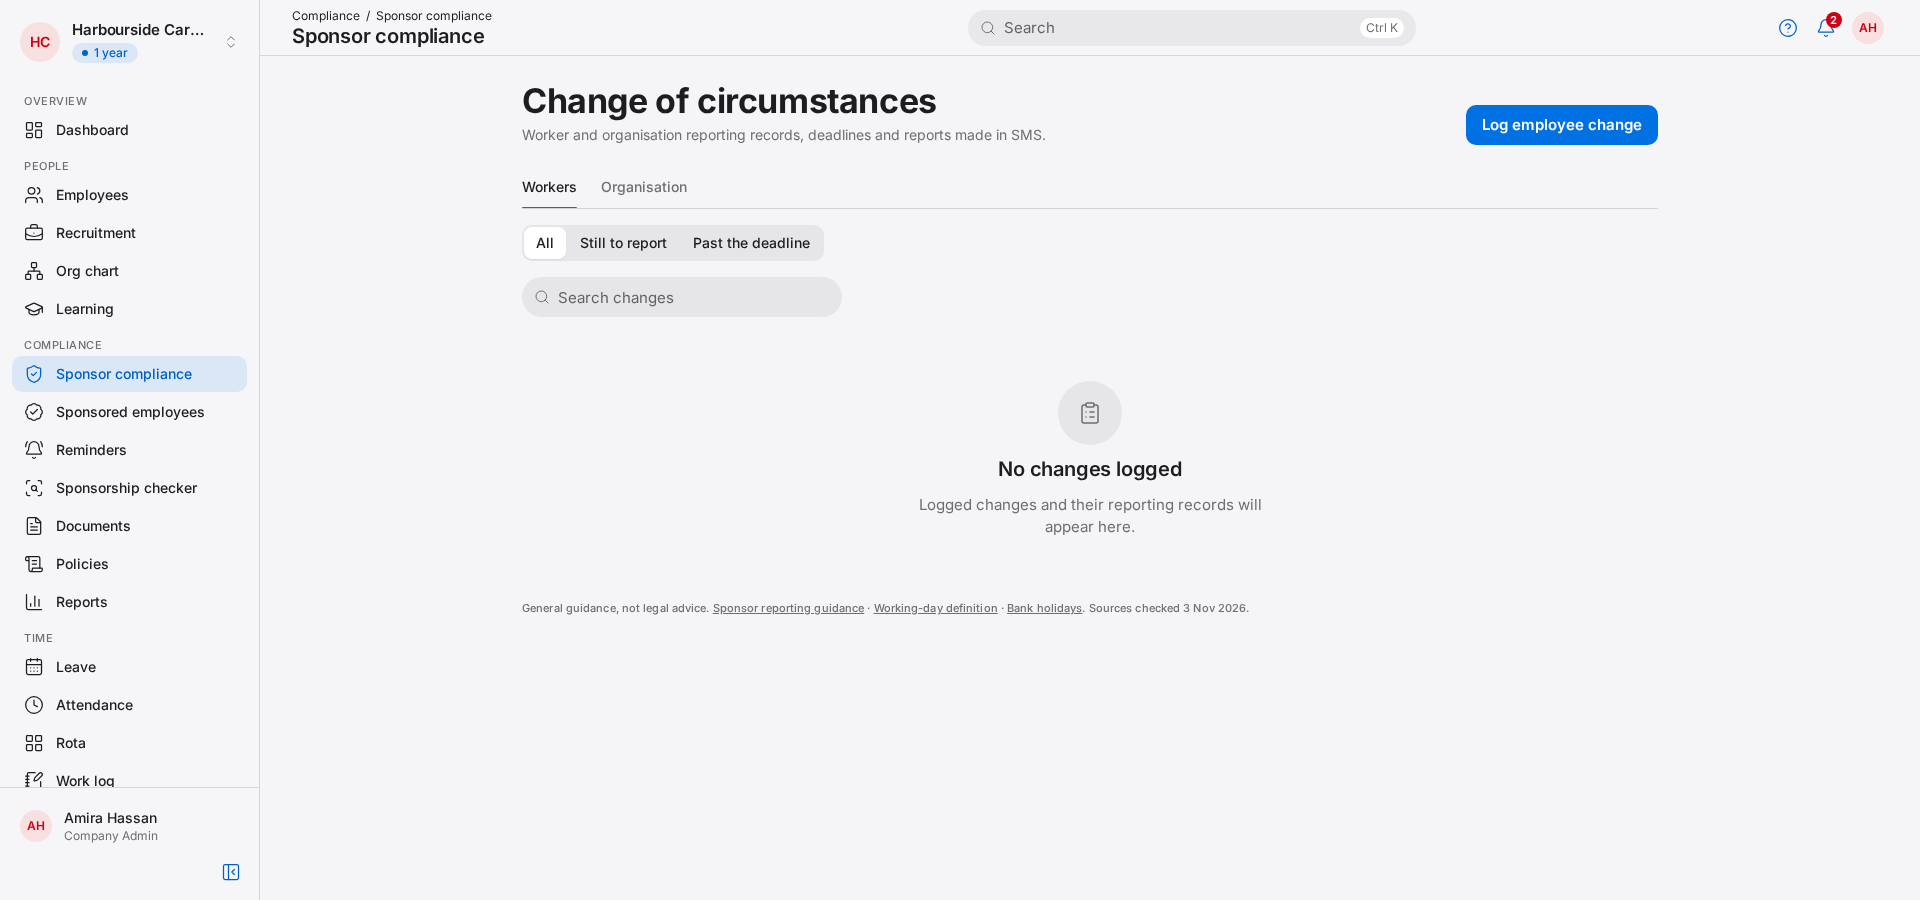 HC
Harbourside Car...
1 year
OVERVIEW
Dashboard
PEOPLE
Employees
Recruitment
Org chart
Learning
COMPLIANCE
Sponsor compliance
Sponsored employees
Reminders
Sponsorship checker
Documents
Policies
Reports
TIME
Leave
Attendance
Rota
Work log
AH
Amira Hassan
Company Admin
Compliance / Sponsor compliance
Sponsor compliance
Search
Ctrl K
2
AH
Change of circumstances
Worker and organisation reporting records, deadlines and reports made in SMS.
Log employee change
Workers
Organisation
All
Still to report
Past the deadline
Search changes
No changes logged
Logged changes and their reporting records will
appear here.
General guidance, not legal advice. Sponsor reporting guidance · Working-day definition · Bank holidays. Sources checked 3 Nov 2026.